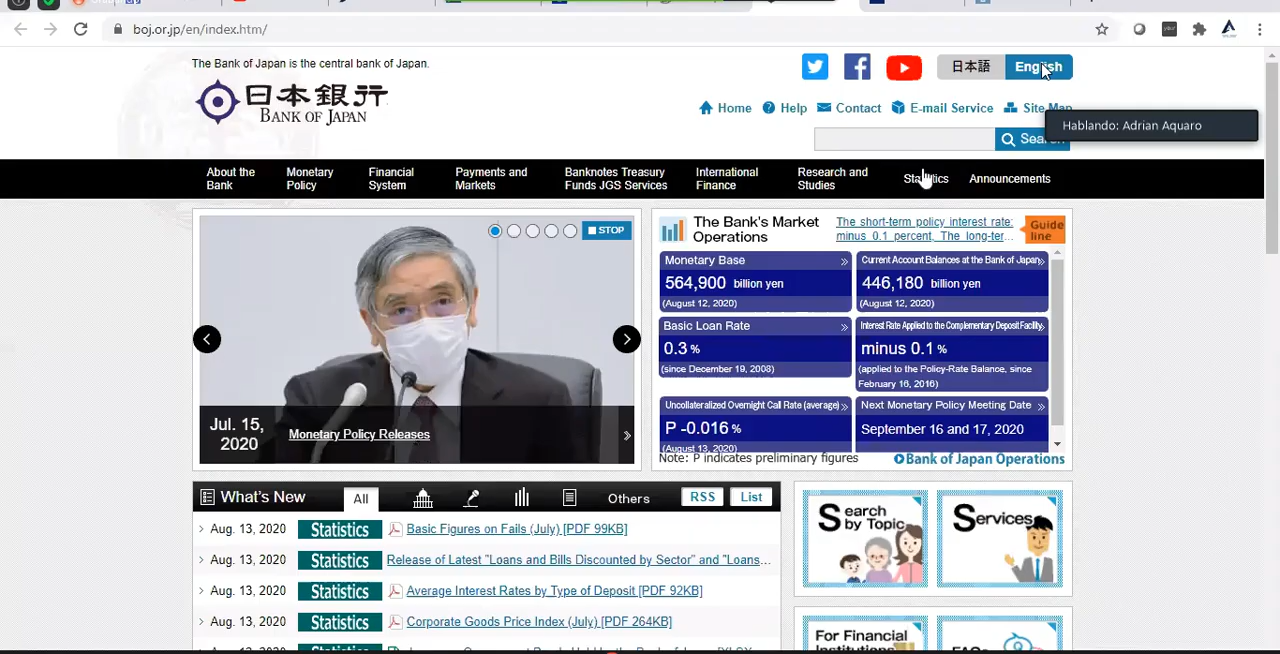 boj.or.jp/en/index.htm/
The Bank of Japan is the central bank of Japan.
日本語
English
日本銀行
BANK OF JAPAN
Home
Help
Contact
E-mail Service
Site Map
Hablando: Adrian Aquaro
Search
About the Bank
Monetary Policy
Financial System
Payments and Markets
Banknotes Treasury Funds JGS Services
International Finance
Research and Studies
Statistics
Announcements
STOP
Jul. 15, 2020
Monetary Policy Releases
The Bank's Market Operations
The short-term policy interest rate:
minus 0.1 percent, The long-ter...
Guide line
Monetary Base
564,900 billion yen
(August 12, 2020)
Current Account Balances at the Bank of Japan
446,180 billion yen
(August 12, 2020)
Basic Loan Rate
0.3 %
(since December 19, 2008)
Interest Rate Applied to the Complementary Deposit Facility
minus 0.1 %
(applied to the Policy-Rate Balance, since
February 16, 2016)
Uncollateralized Overnight Call Rate (average)
P -0.016 %
(August 13, 2020)
Next Monetary Policy Meeting Date
September 16 and 17, 2020
Note: P indicates preliminary figures
Bank of Japan Operations
What's New
All
Others
RSS
List
Aug. 13, 2020 Statistics Basic Figures on Fails (July) [PDF 99KB]
Aug. 13, 2020 Statistics Release of Latest "Loans and Bills Discounted by Sector" and "Loans...
Aug. 13, 2020 Statistics Average Interest Rates by Type of Deposit [PDF 92KB]
Aug. 13, 2020 Statistics Corporate Goods Price Index (July) [PDF 264KB]
Search by Topic
Services
For Financial
Institutions
FAQs